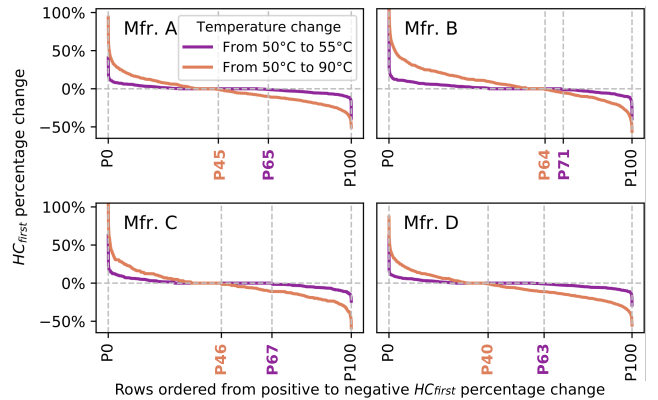 HCfirst percentage change
100%
50%
0%
−50%
Mfr. A
Temperature change
From 50°C to 55°C
From 50°C to 90°C
P0
P45
P65
P100
Mfr. B
P0
P64
P71
P100
100%
50%
0%
−50%
Mfr. C
P0
P46
P67
P100
Mfr. D
P0
P40
P63
P100
Rows ordered from positive to negative HCfirst percentage change